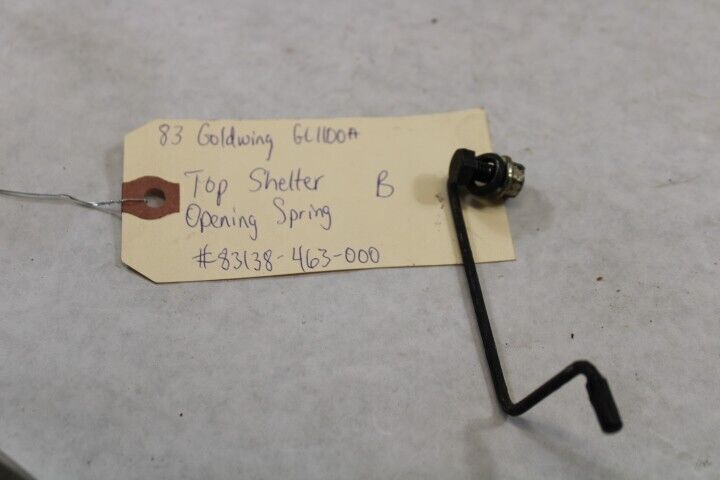 83 Goldwing GL1100A
Top Shelter B
Opening Spring
#83138-463-000